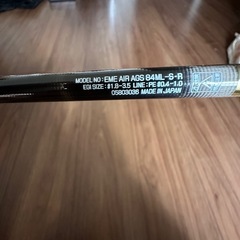 MODEL NO : EME AIR AGS 84ML-S-R
EGI SIZE : #1.8-3.5 LINE : PE #0.4-1.0
05803036 MADE IN JAPAN